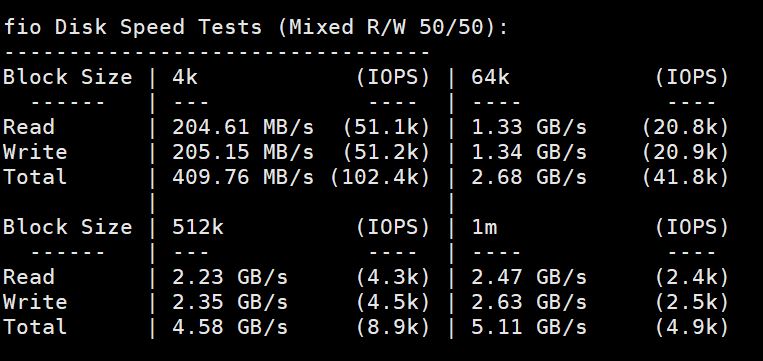 fio Disk Speed Tests (Mixed R/W 50/50):
---------------------------------
Block Size | 4k            (IOPS) | 64k           (IOPS)
  ------   | ---            ----  | ----           ----
Read       | 204.61 MB/s  (51.1k) | 1.33 GB/s    (20.8k)
Write      | 205.15 MB/s  (51.2k) | 1.34 GB/s    (20.9k)
Total      | 409.76 MB/s (102.4k) | 2.68 GB/s    (41.8k)
           |                      |
Block Size | 512k          (IOPS) | 1m            (IOPS)
  ------   | ---            ----  | ----           ----
Read       | 2.23 GB/s     (4.3k) | 2.47 GB/s     (2.4k)
Write      | 2.35 GB/s     (4.5k) | 2.63 GB/s     (2.5k)
Total      | 4.58 GB/s     (8.9k) | 5.11 GB/s     (4.9k)